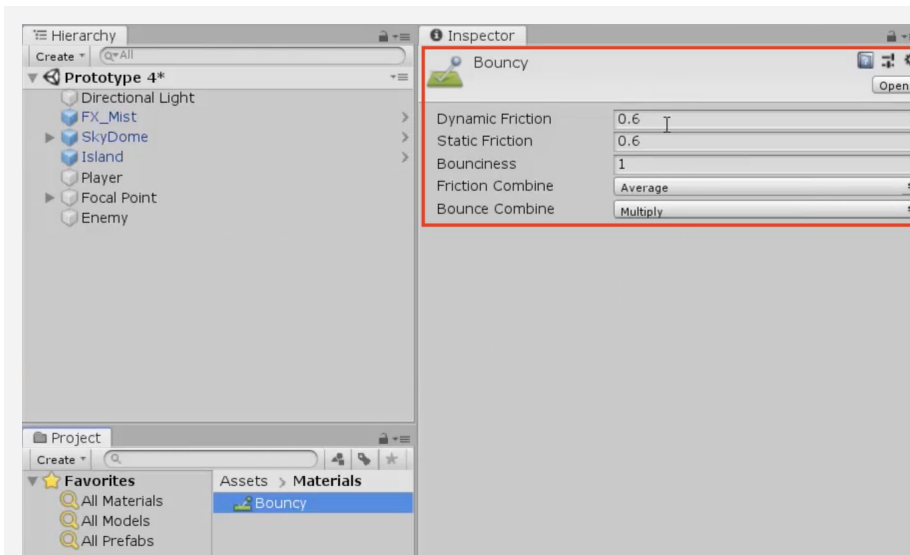 Hierarchy
Create
All
Prototype 4*
Directional Light
FX_Mist
SkyDome
Island
Player
Focal Point
Enemy
Inspector
Bouncy
Open
Dynamic Friction 0.6
Static Friction 0.6
Bounciness 1
Friction Combine Average
Bounce Combine Multiply
Project
Create
Favorites
All Materials
All Models
All Prefabs
Assets > Materials
Bouncy